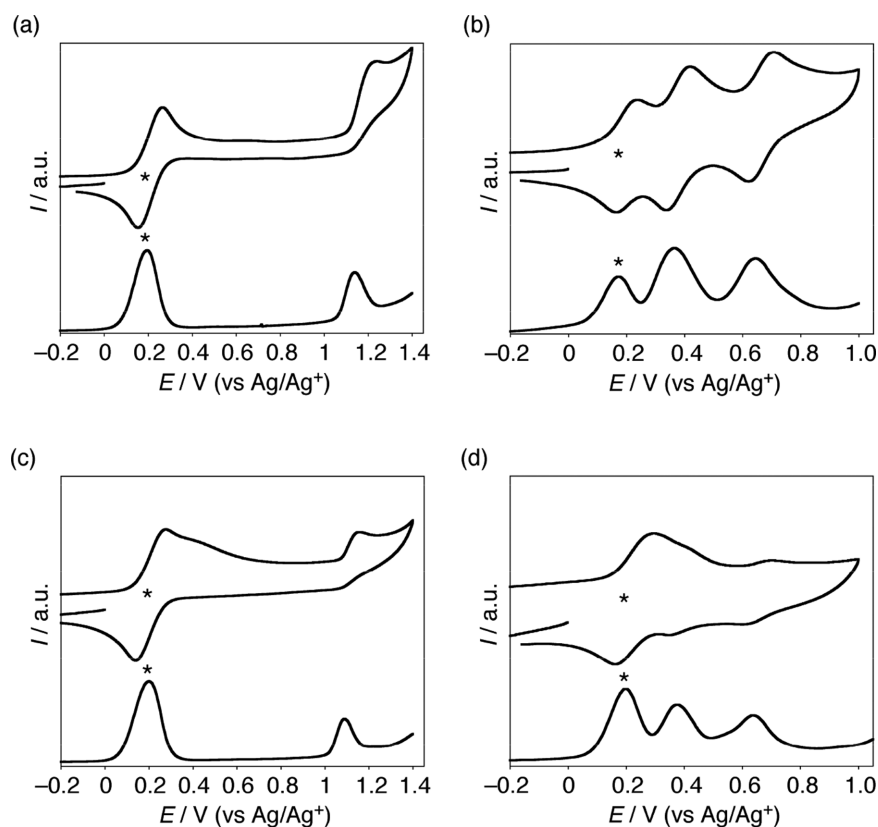 (a)
I / a.u.
*
*
–0.2 0 0.2 0.4 0.6 0.8 1 1.2 1.4
E / V (vs Ag/Ag⁺)
(b)
I / a.u.
*
*
–0.2 0 0.2 0.4 0.6 0.8 1.0
E / V (vs Ag/Ag⁺)
(c)
I / a.u.
*
*
–0.2 0 0.2 0.4 0.6 0.8 1 1.2 1.4
E / V (vs Ag/Ag⁺)
(d)
I / a.u.
*
*
–0.2 0 0.2 0.4 0.6 0.8 1.0
E / V (vs Ag/Ag⁺)